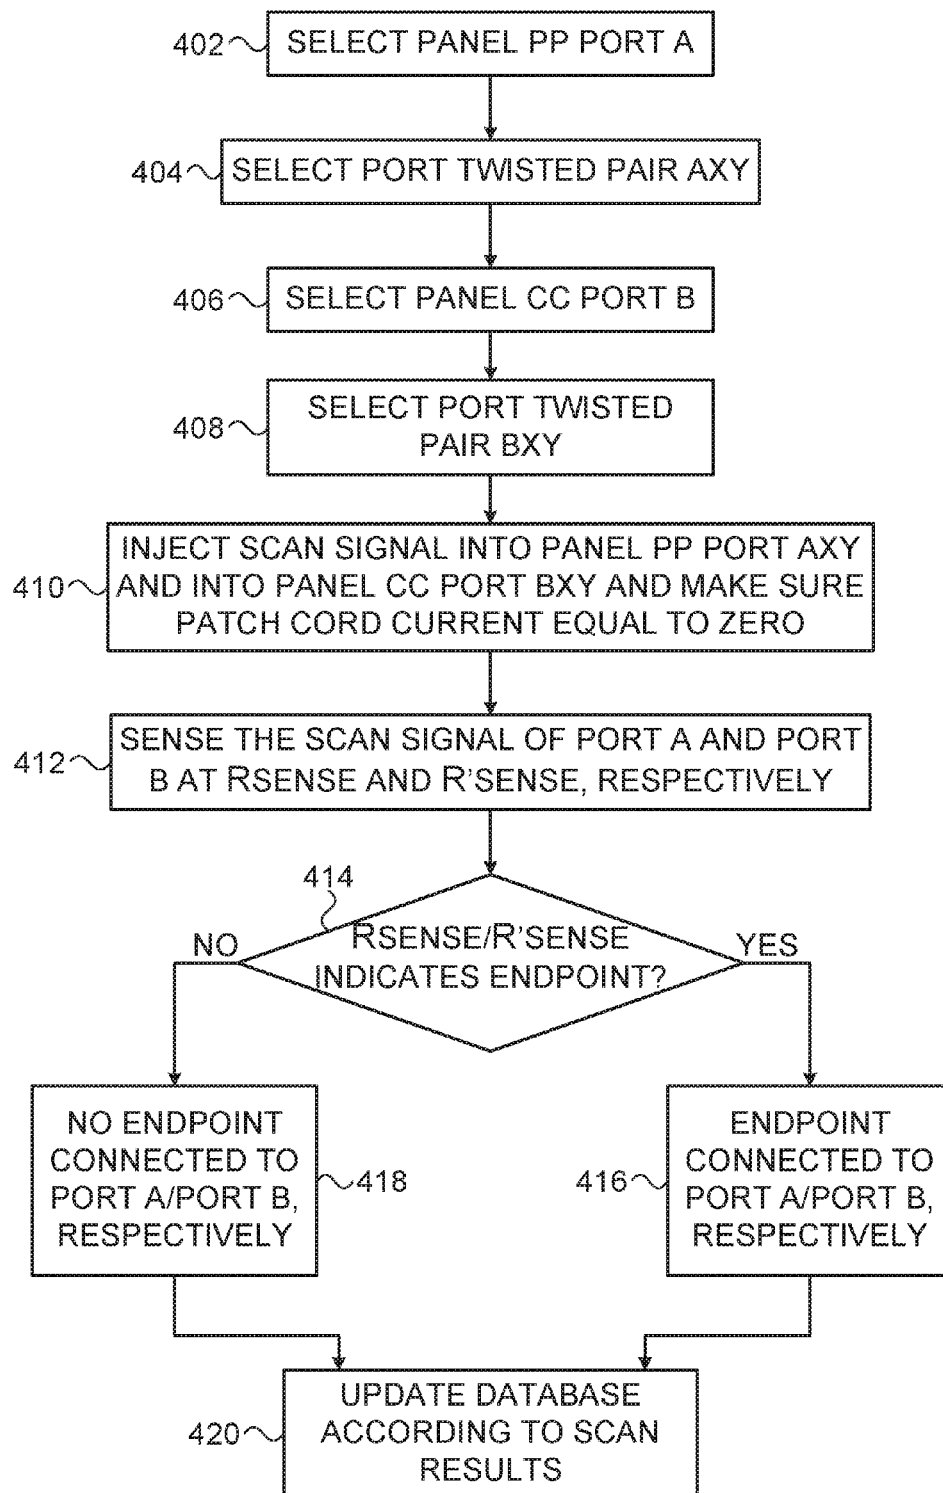 402
SELECT PANEL PP PORT A
404
SELECT PORT TWISTED PAIR AXY
406
SELECT PANEL CC PORT B
408
SELECT PORT TWISTED
PAIR BXY
410
INJECT SCAN SIGNAL INTO PANEL PP PORT AXY
AND INTO PANEL CC PORT BXY AND MAKE SURE
PATCH CORD CURRENT EQUAL TO ZERO
412
SENSE THE SCAN SIGNAL OF PORT A AND PORT
B AT RSENSE AND R'SENSE, RESPECTIVELY
414
NO
RSENSE/R'SENSE
INDICATES ENDPOINT?
YES
NO ENDPOINT
CONNECTED TO
PORT A/PORT B,
RESPECTIVELY
418
416
ENDPOINT
CONNECTED TO
PORT A/PORT B,
RESPECTIVELY
420
UPDATE DATABASE
ACCORDING TO SCAN
RESULTS